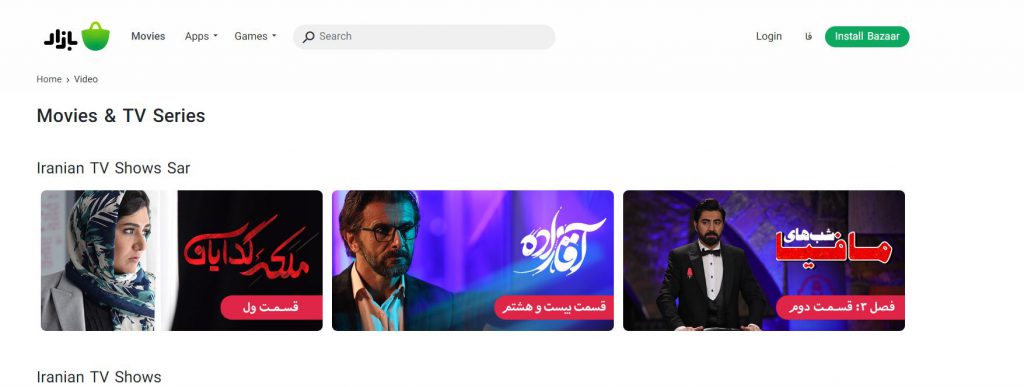 بازار
Movies
Apps
Games
Search
Login
فا
Install Bazaar
Home › Video
Movies & TV Series
Iranian TV Shows Sar
ملکه گدایان
قسمت ول
آقازاده
قسمت بیست و هشتم
شب‌های
مافیا
فصل ۳: قسمت دوم
Iranian TV Shows